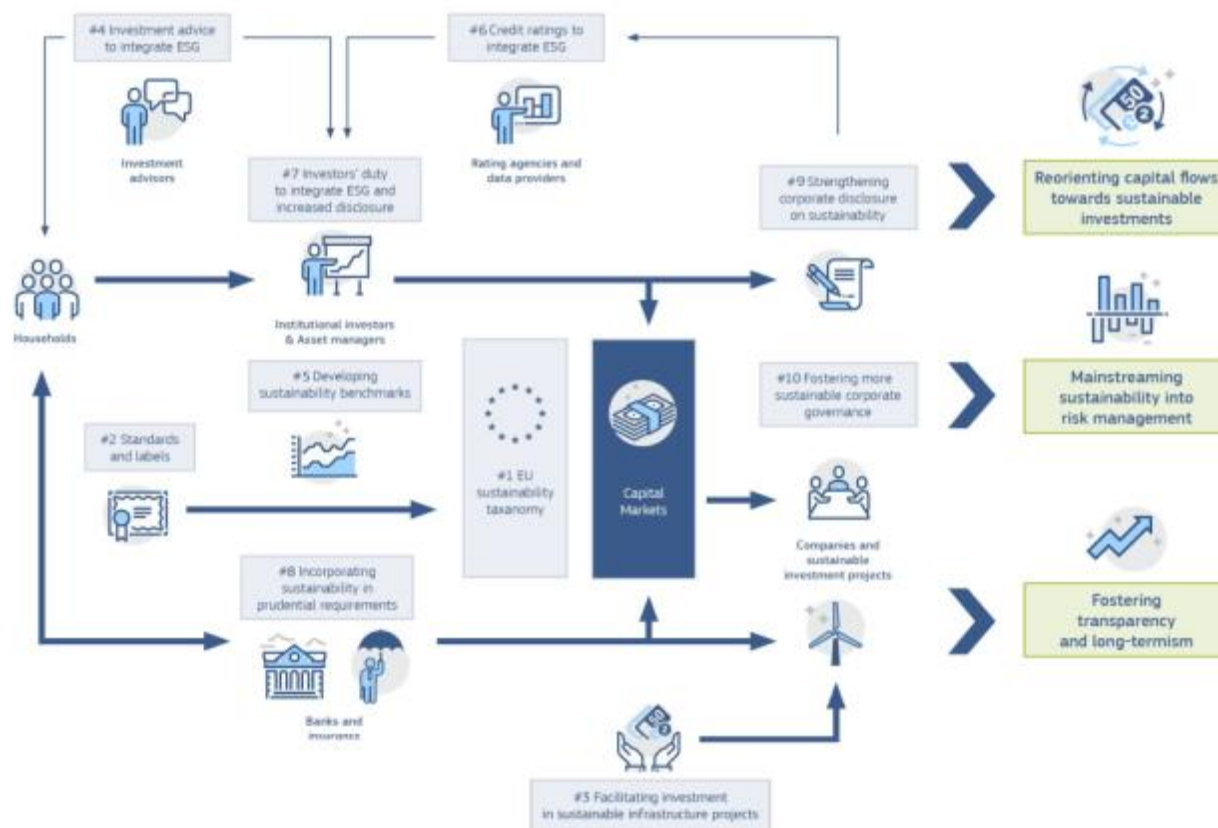 #4 Investment advice
to integrate ESG
Investment
advisors
#6 Credit ratings to
integrate ESG
Rating agencies and
data providers
#7 Investors' duty
to integrate ESG and
increased disclosure
Institutional investors
& Asset managers
Households
#9 Strengthening
corporate disclosure
on sustainability
50
2
Reorienting capital flows
towards sustainable
investments
#5 Developing
sustainability benchmarks
#2 Standards
and labels
#1 EU
sustainability
taxanomy
Capital
Markets
#10 Fostering more
sustainable corporate
governance
Mainstreaming
sustainability into
risk management
Companies and
sustainable
investment projects
#8 Incorporating
sustainability in
prudential requirements
Banks and
insurance
Fostering
transparency
and long-termism
50
2
#3 Facilitating investment
in sustainable infrastructure projects